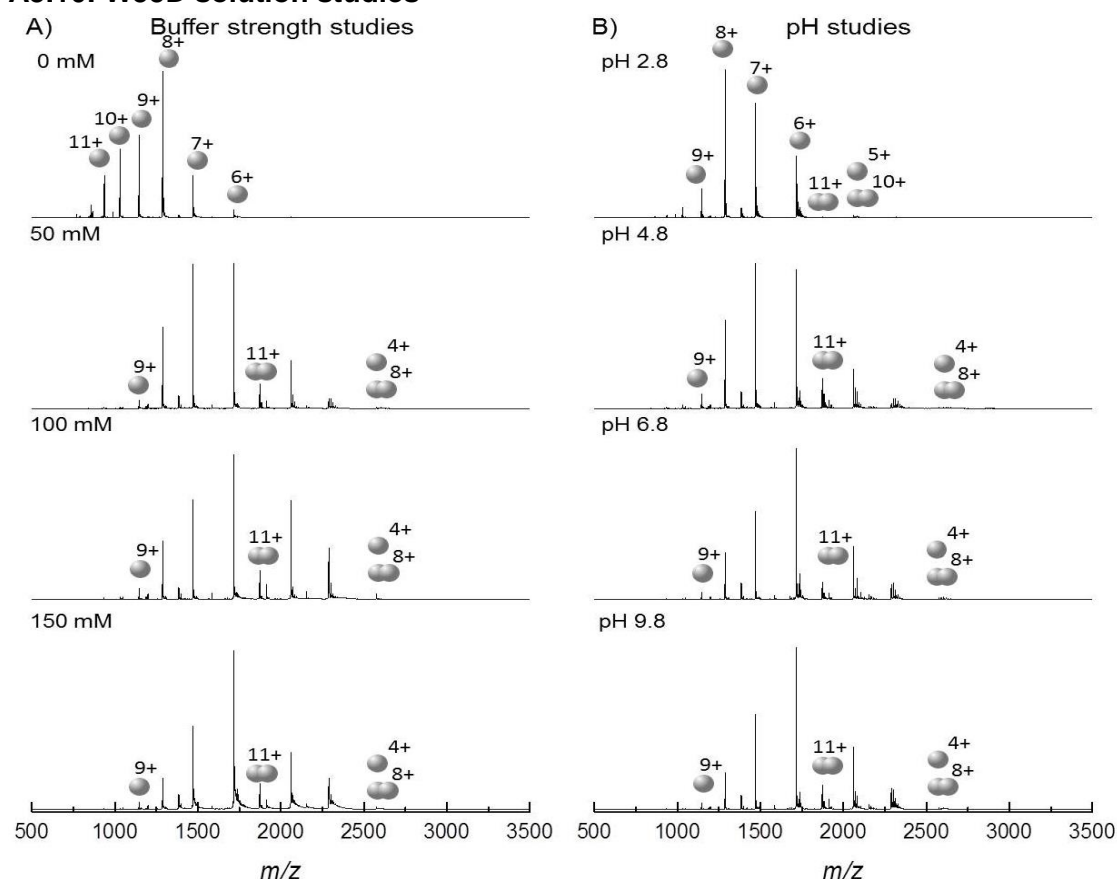 solution studies
A) Buffer strength studies
0 mM
8+
9+
10+
11+
7+
6+
50 mM
9+
11+
4+
8+
100 mM
9+
11+
4+
8+
150 mM
9+
11+
4+
8+
500 1000 1500 2000 2500 3000 3500
m/z
B) pH studies
pH 2.8
8+
7+
6+
9+
11+
5+
10+
pH 4.8
9+
11+
4+
8+
pH 6.8
9+
11+
4+
8+
pH 9.8
9+
11+
4+
8+
500 1000 1500 2000 2500 3000 3500
m/z